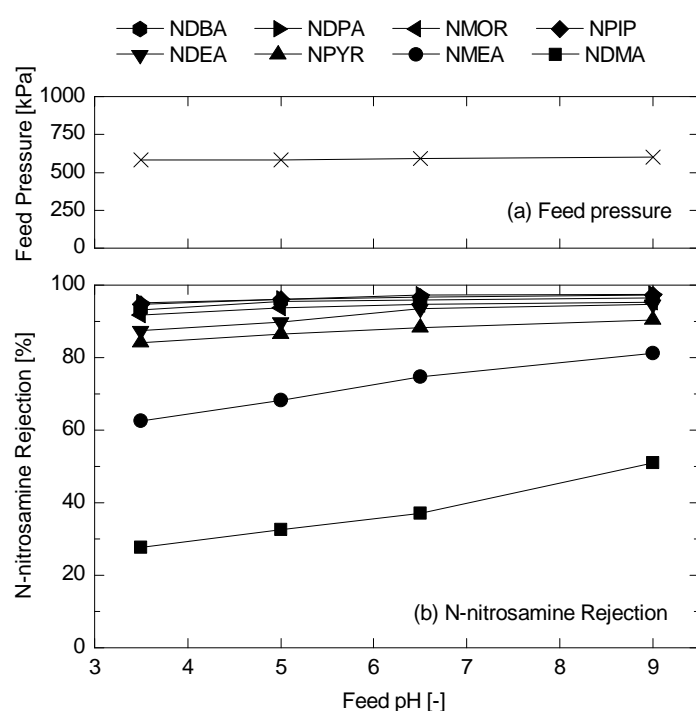 NDBA NDPA NMOR NPIP
NDEA NPYR NMEA NDMA
1000
750
500
250
0
Feed Pressure [kPa]
(a) Feed pressure
100
80
60
40
20
0
N-nitrosamine Rejection [%]
(b) N-nitrosamine Rejection
3 4 5 6 7 8 9
Feed pH [-]